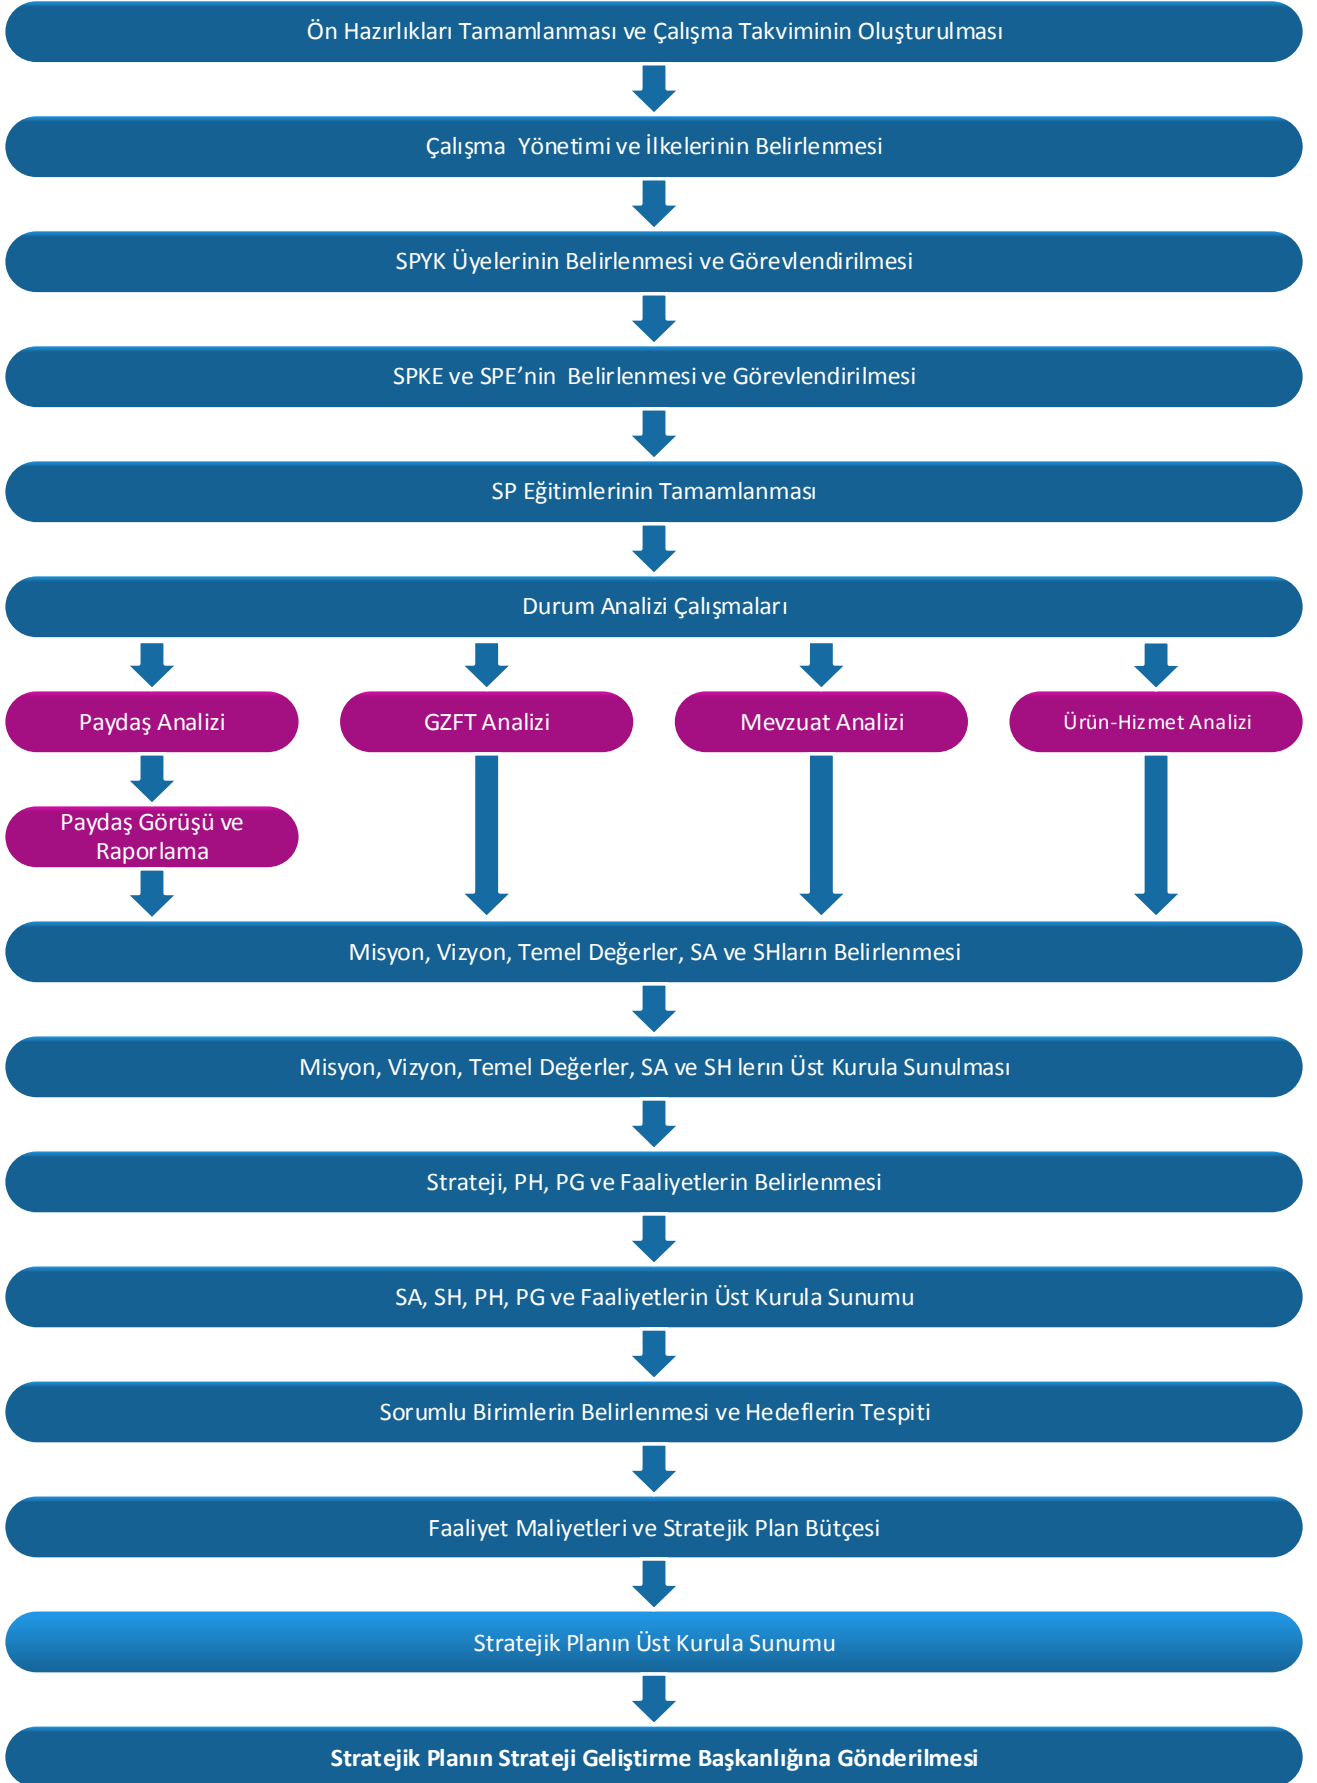 Ön Hazırlıkları Tamamlanması ve Çalışma Takviminin Oluşturulması
Çalışma Yönetimi ve İlkelerinin Belirlenmesi
SPYK Üyelerinin Belirlenmesi ve Görevlendirilmesi
SPKE ve SPE’nin Belirlenmesi ve Görevlendirilmesi
SP Eğitimlerinin Tamamlanması
Durum Analizi Çalışmaları
Paydaş Analizi
GZFT Analizi
Mevzuat Analizi
Ürün-Hizmet Analizi
Paydaş Görüşü ve
Raporlama
Misyon, Vizyon, Temel Değerler, SA ve SHların Belirlenmesi
Misyon, Vizyon, Temel Değerler, SA ve SH lerın Üst Kurula Sunulması
Strateji, PH, PG ve Faaliyetlerin Belirlenmesi
SA, SH, PH, PG ve Faaliyetlerin Üst Kurula Sunumu
Sorumlu Birimlerin Belirlenmesi ve Hedeflerin Tespiti
Faaliyet Maliyetleri ve Stratejik Plan Bütçesi
Stratejik Planın Üst Kurula Sunumu
Stratejik Planın Strateji Geliştirme Başkanlığına Gönderilmesi